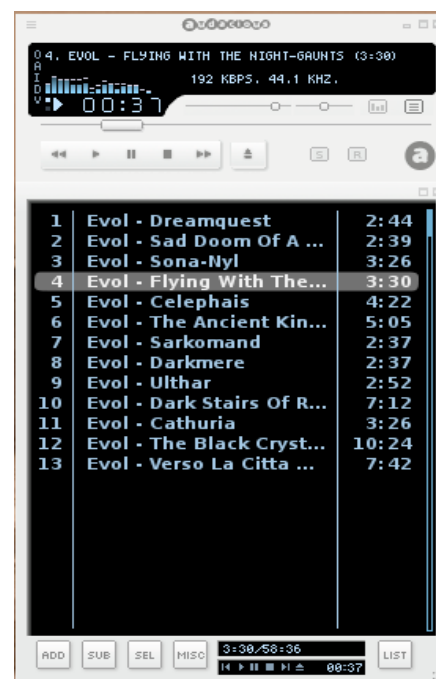 audacious
4. EVOL - FLYING WITH THE NIGHT-GAUNTS (3:30)
O
A
I
D
V
192 KBPS, 44.1 KHZ,
00:37
S R a
1 Evol - Dreamquest 2:44
2 Evol - Sad Doom Of A ... 2:39
3 Evol - Sona-Nyl 3:26
4 Evol - Flying With The... 3:30
5 Evol - Celephais 4:22
6 Evol - The Ancient Kin... 5:05
7 Evol - Sarkomand 2:37
8 Evol - Darkmere 2:37
9 Evol - Ulthar 2:52
10 Evol - Dark Stairs Of R... 7:12
11 Evol - Cathuria 3:26
12 Evol - The Black Cryst... 10:24
13 Evol - Verso La Citta ... 7:42
ADD SUB SEL MISC 3:30/58:36 LIST
00:37